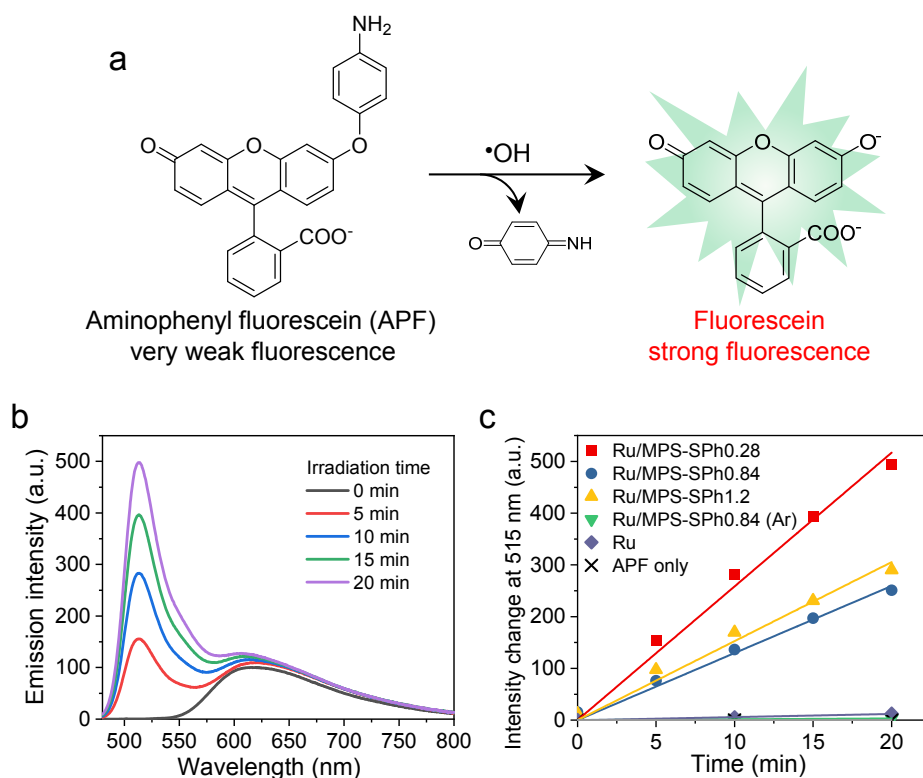 a
NH2
O
O
O
COO-
Aminophenyl fluorescein (APF)
very weak fluorescence
•OH
O
NH
O
O
O-
COO-
Fluorescein
strong fluorescence
b
Emission intensity (a.u.)
500
400
300
200
100
0
Irradiation time
0 min
5 min
10 min
15 min
20 min
500 550 600 650 700 750 800
Wavelength (nm)
c
Intensity change at 515 nm (a.u.)
500
400
300
200
100
0
Ru/MPS-SPh0.28
Ru/MPS-SPh0.84
Ru/MPS-SPh1.2
Ru/MPS-SPh0.84 (Ar)
Ru
APF only
0 5 10 15 20
Time (min)